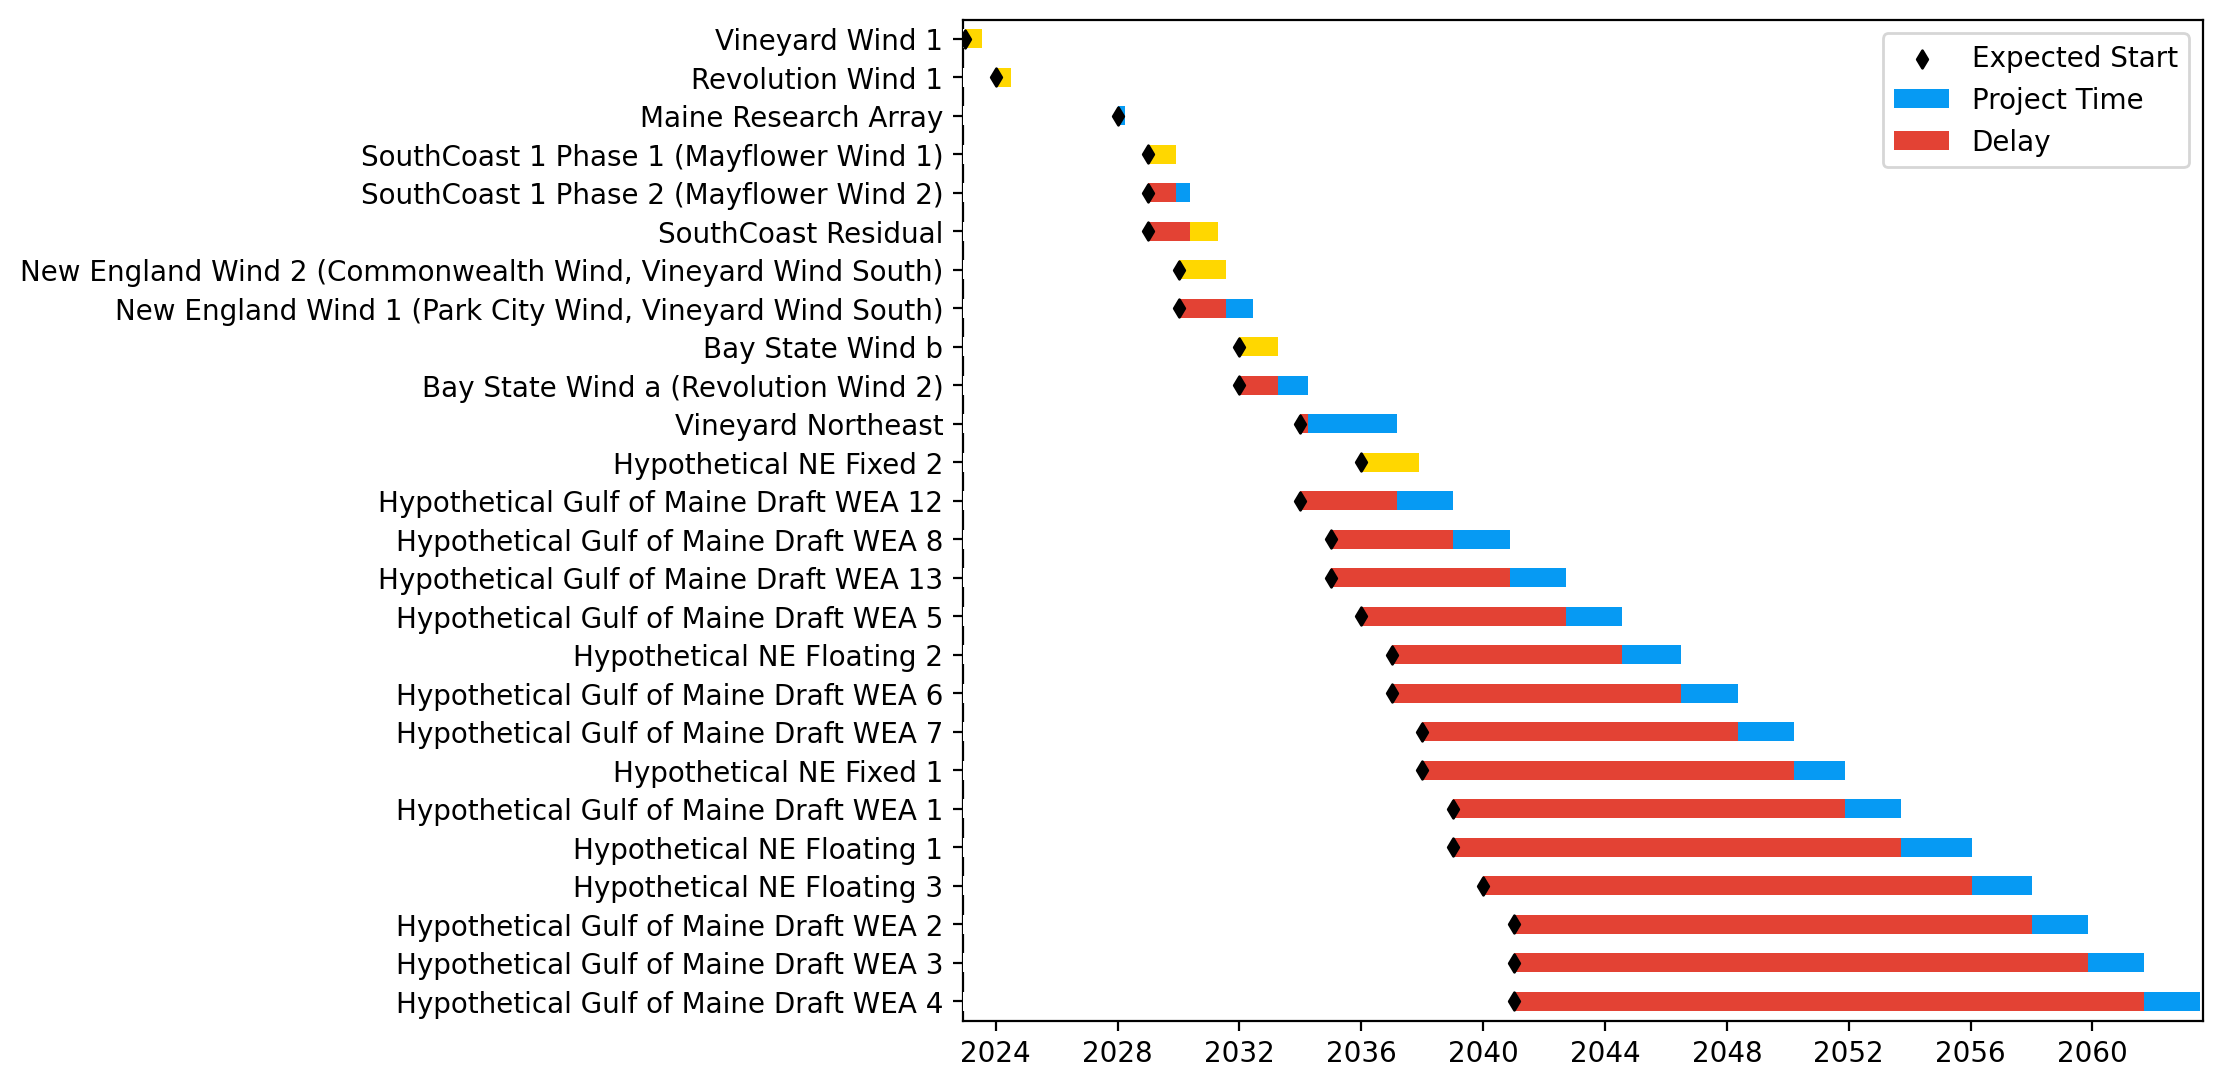 Vineyard Wind 1
Revolution Wind 1
Maine Research Array
SouthCoast 1 Phase 1 (Mayflower Wind 1)
SouthCoast 1 Phase 2 (Mayflower Wind 2)
SouthCoast Residual
New England Wind 2 (Commonwealth Wind, Vineyard Wind South)
New England Wind 1 (Park City Wind, Vineyard Wind South)
Bay State Wind b
Bay State Wind a (Revolution Wind 2)
Vineyard Northeast
Hypothetical NE Fixed 2
Hypothetical Gulf of Maine Draft WEA 12
Hypothetical Gulf of Maine Draft WEA 8
Hypothetical Gulf of Maine Draft WEA 13
Hypothetical Gulf of Maine Draft WEA 5
Hypothetical NE Floating 2
Hypothetical Gulf of Maine Draft WEA 6
Hypothetical Gulf of Maine Draft WEA 7
Hypothetical NE Fixed 1
Hypothetical Gulf of Maine Draft WEA 1
Hypothetical NE Floating 1
Hypothetical NE Floating 3
Hypothetical Gulf of Maine Draft WEA 2
Hypothetical Gulf of Maine Draft WEA 3
Hypothetical Gulf of Maine Draft WEA 4
Expected Start
Project Time
Delay
2024 2028 2032 2036 2040 2044 2048 2052 2056 2060